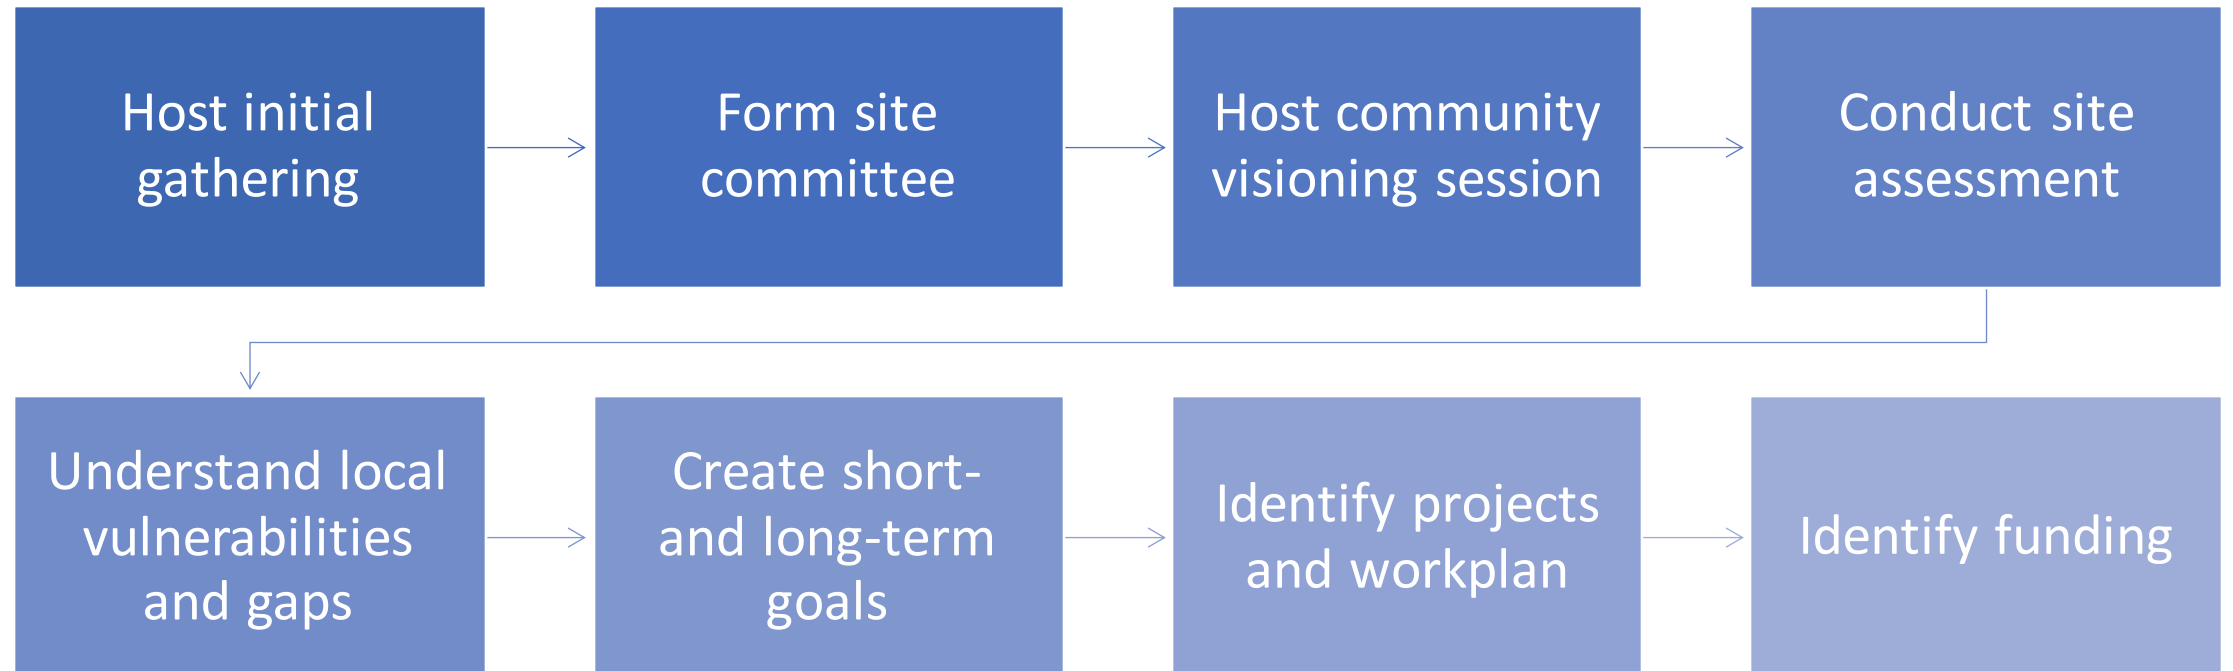 Host initial
gathering
Form site
committee
Host community
visioning session
Conduct site
assessment
Understand local
vulnerabilities
and gaps
Create short-
and long-term
goals
Identify projects
and workplan
Identify funding